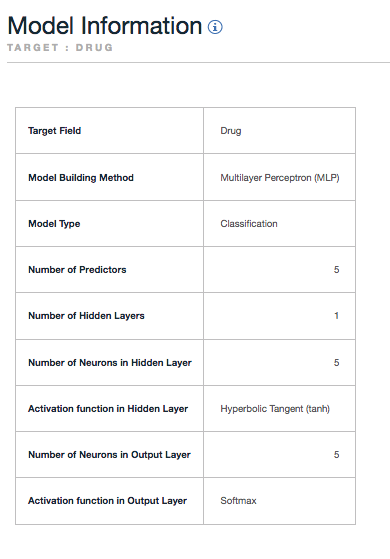 Model Information
TARGET : DRUG
Target Field Drug
Model Building Method Multilayer Perceptron (MLP)
Model Type Classification
Number of Predictors 5
Number of Hidden Layers 1
Number of Neurons in Hidden Layer 5
Activation function in Hidden Layer Hyperbolic Tangent (tanh)
Number of Neurons in Output Layer 5
Activation function in Output Layer Softmax